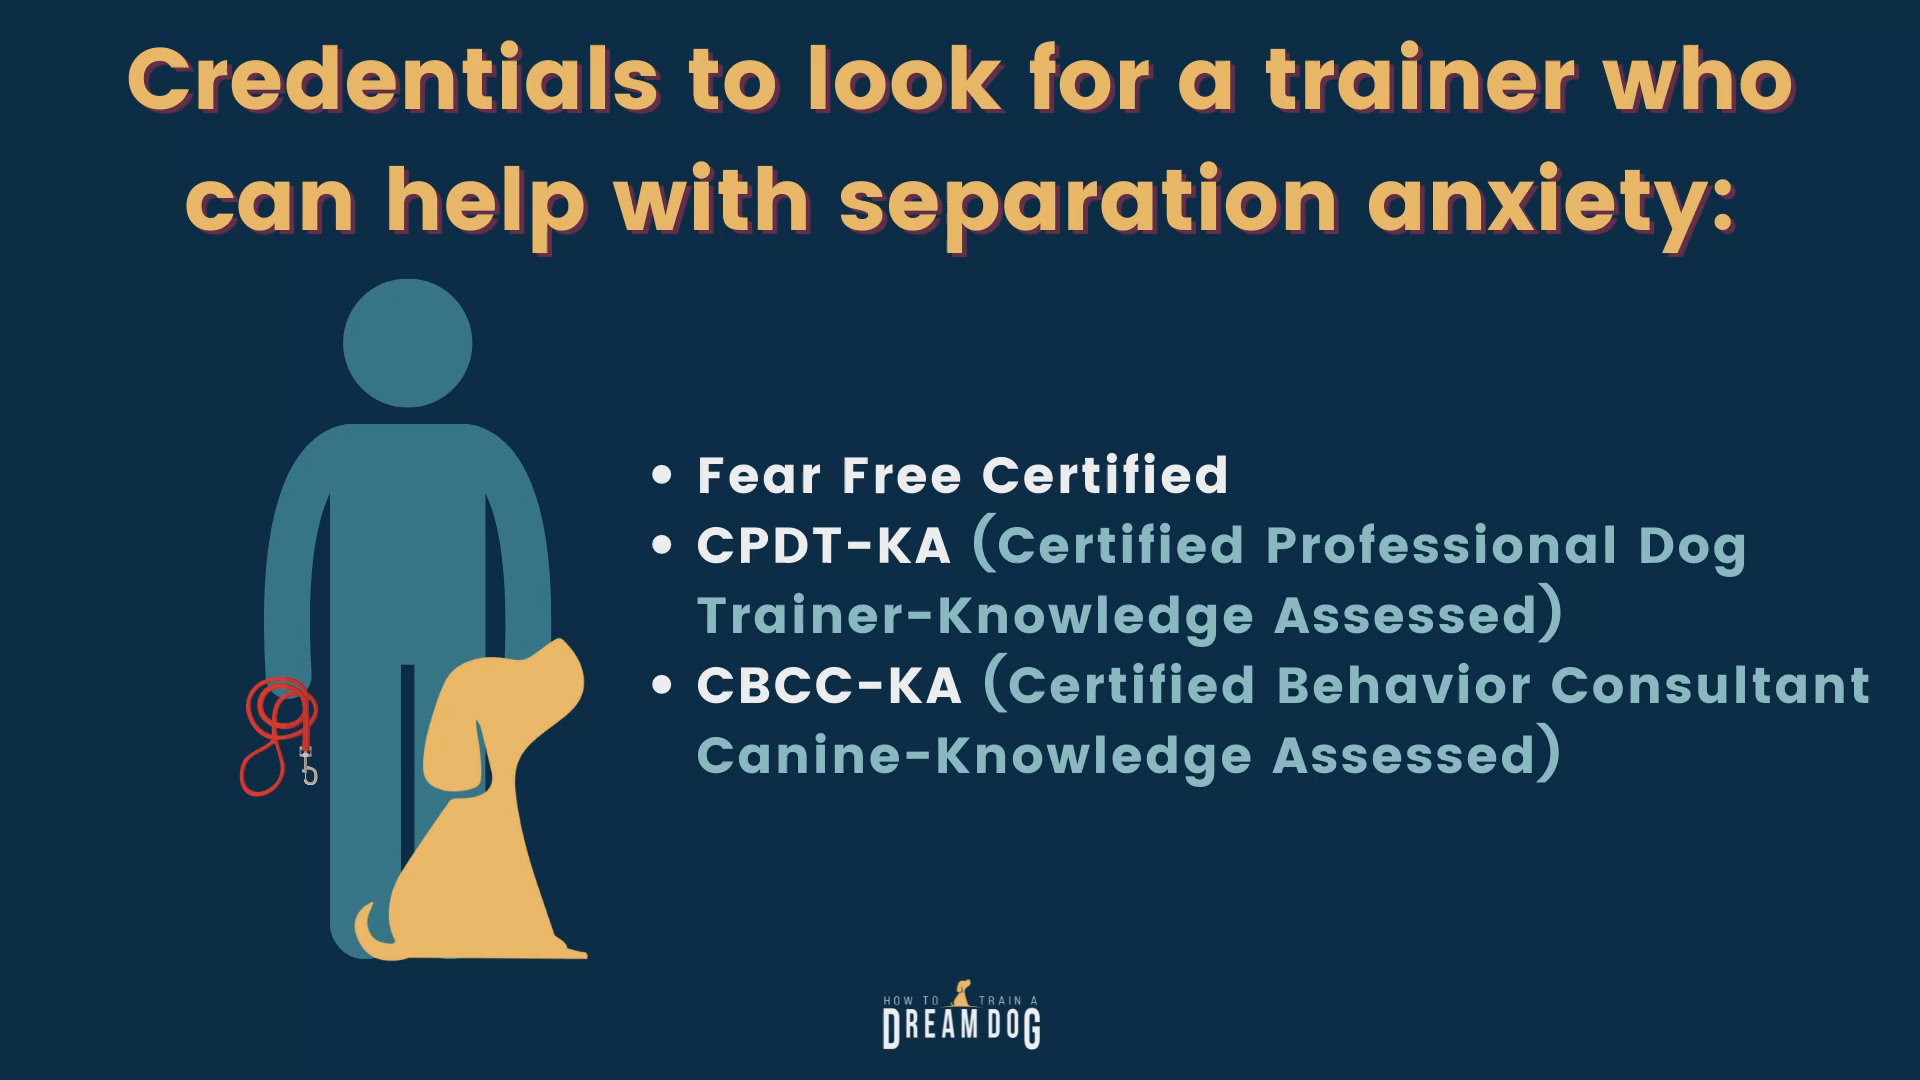 Credentials to look for a trainer who
can help with separation anxiety:
• Fear Free Certified
• CPDT-KA (Certified Professional Dog
Trainer-Knowledge Assessed)
• CBCC-KA (Certified Behavior Consultant
Canine-Knowledge Assessed)
HOW TO TRAIN A
DREAM DOG